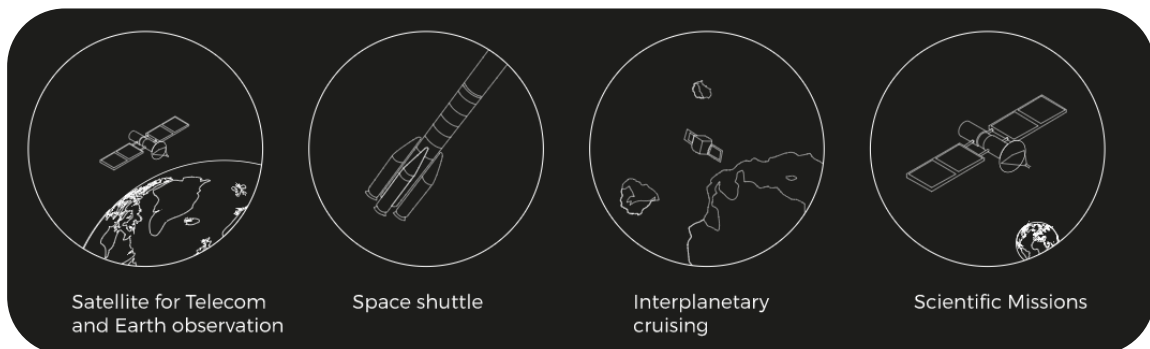 Satellite for Telecom
and Earth observation
Space shuttle
Interplanetary
cruising
Scientific Missions